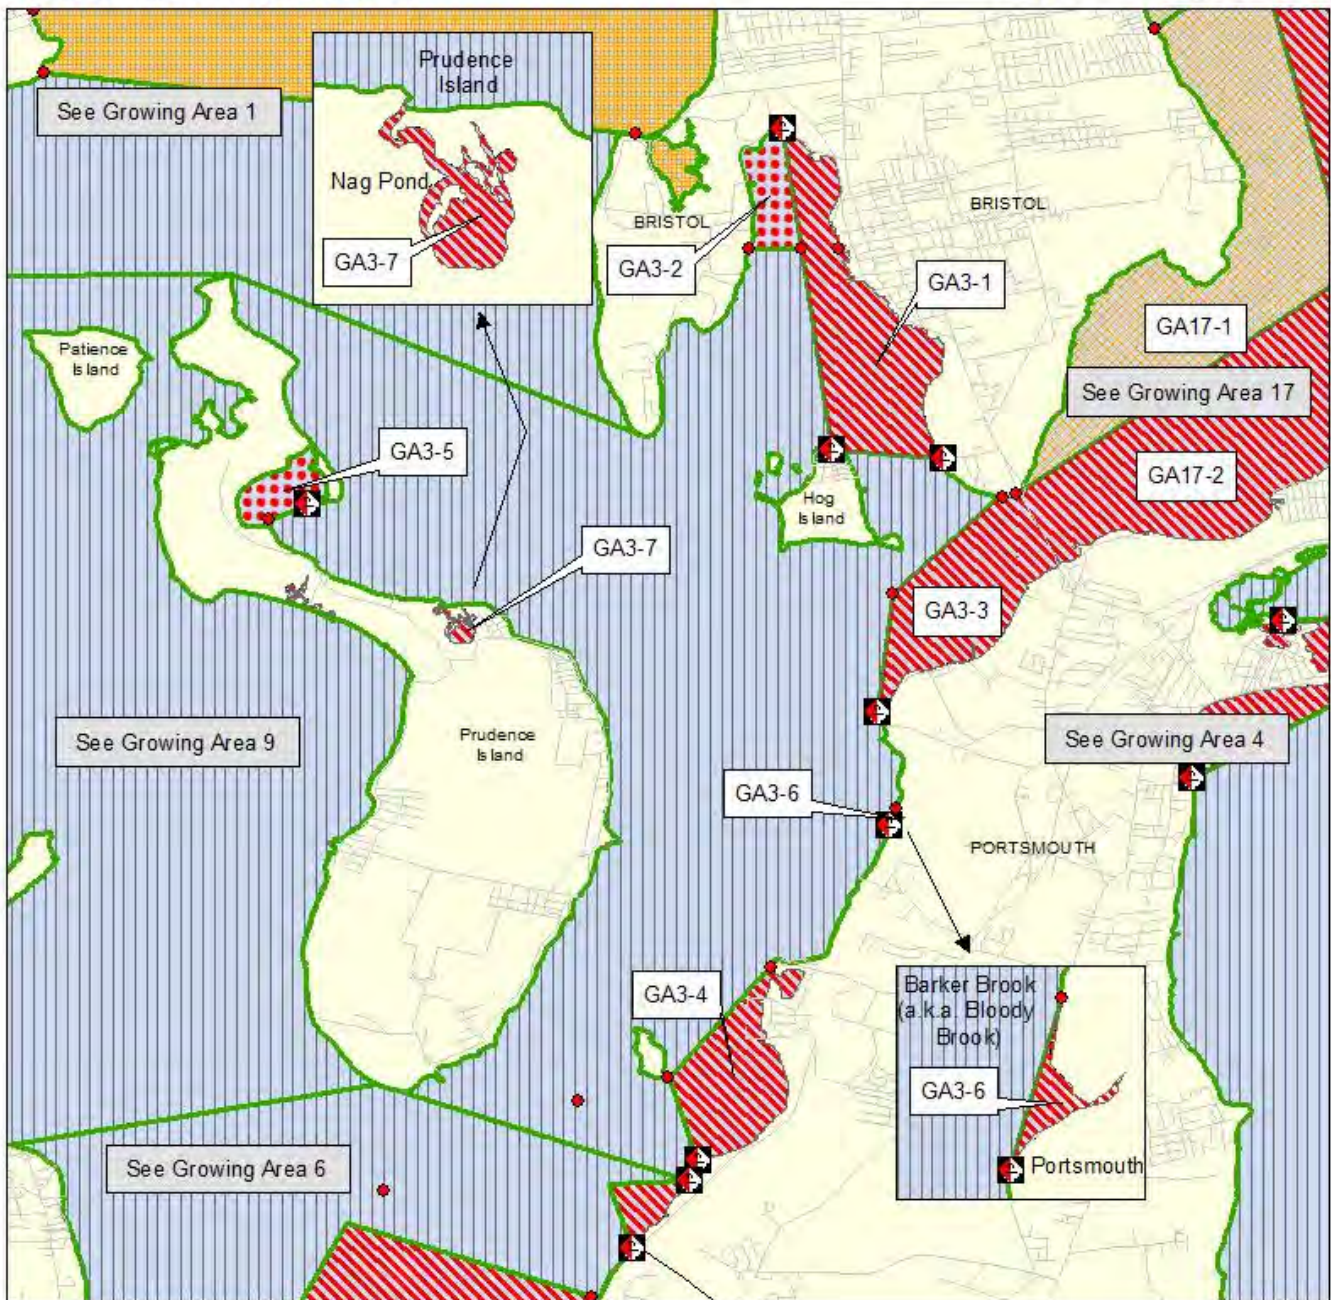 Prudence
Island
See Growing Area 1
Nag Pond
GA3-7
BRISTOL
GA3-2
BRISTOL
GA3-1
GA17-1
Patience
Island
See Growing Area 17
GA3-5
GA17-2
Hog
Island
GA3-7
GA3-3
See Growing Area 9
Prudence
Island
See Growing Area 4
GA3-6
PORTSMOUTH
GA3-4
Barker Brook
(a.k.a. Bloody
Brook)
GA3-6
See Growing Area 6
Portsmouth